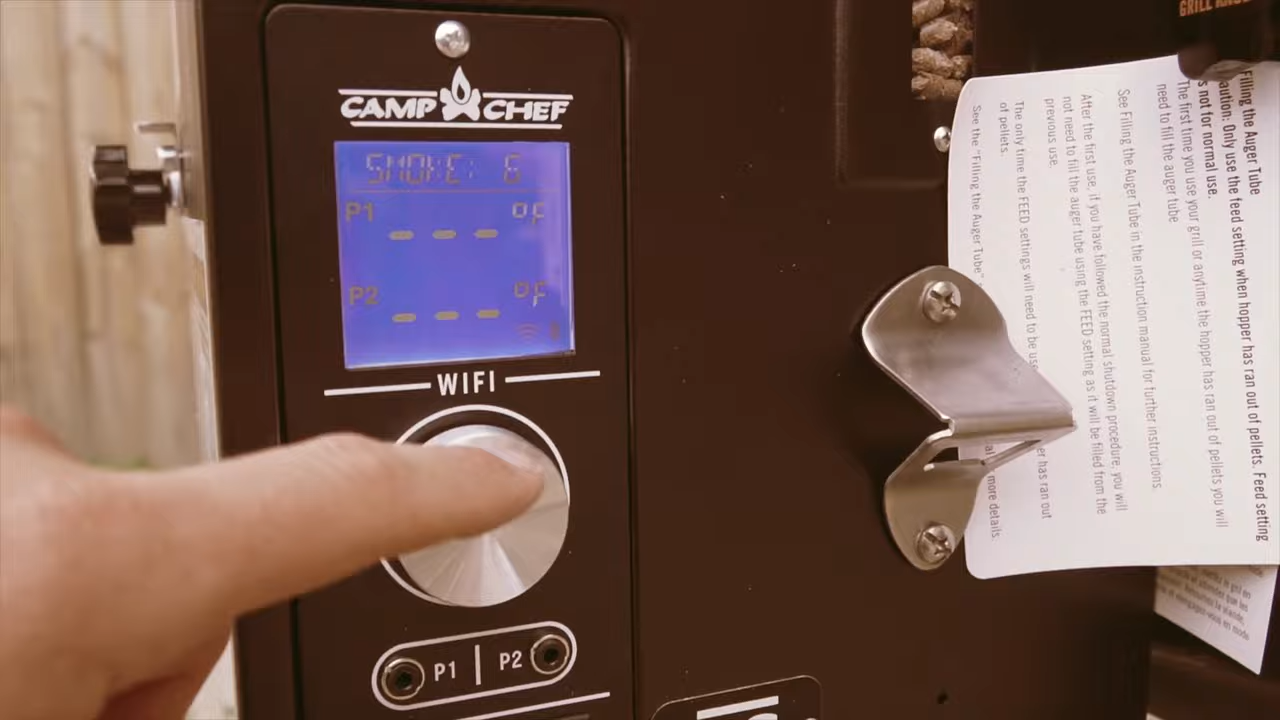 CAMP CHEF
SMOKE: 6
P1 °F
P2 °F
WIFI
P1 | P2
GRILL
Filling the Auger Tube
aution: Only use the feed setting when hopper has ran out of pellets. Feed setting
s not for normal use.
The first time you use your grill or anytime the hopper has ran out of pellets you will
need to fill the auger tube
See Filling the Auger Tube in the instruction manual for further instructions.
After the first use, if you have followed the normal shutdown procedure, you will
not need to fill the auger tube using the FEED setting as it will be filled from the
previous use.
The only time the FEED settings will need to be use er has ran out
of pellets.
See the "Filling the Auger Tube" al more details.